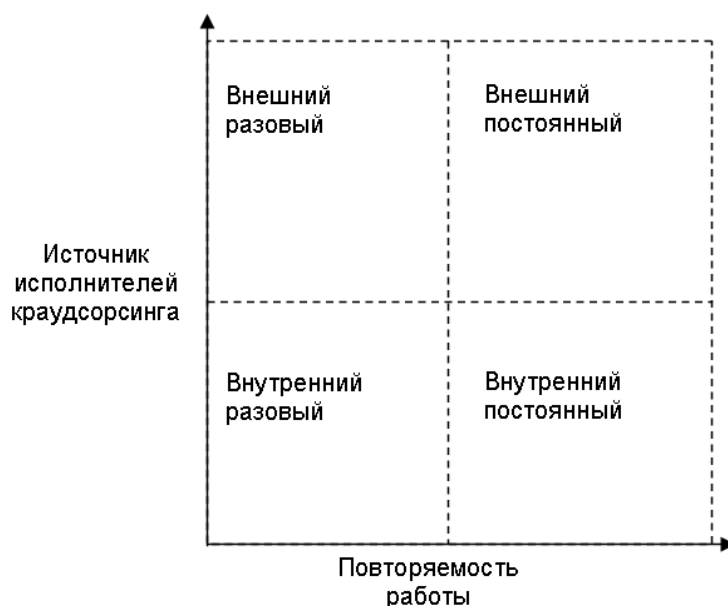 Внешний
разовый
Внешний
постоянный
Источник
исполнителей
краудсорсинга
Внутренний
разовый
Внутренний
постоянный
Повторяемость
работы